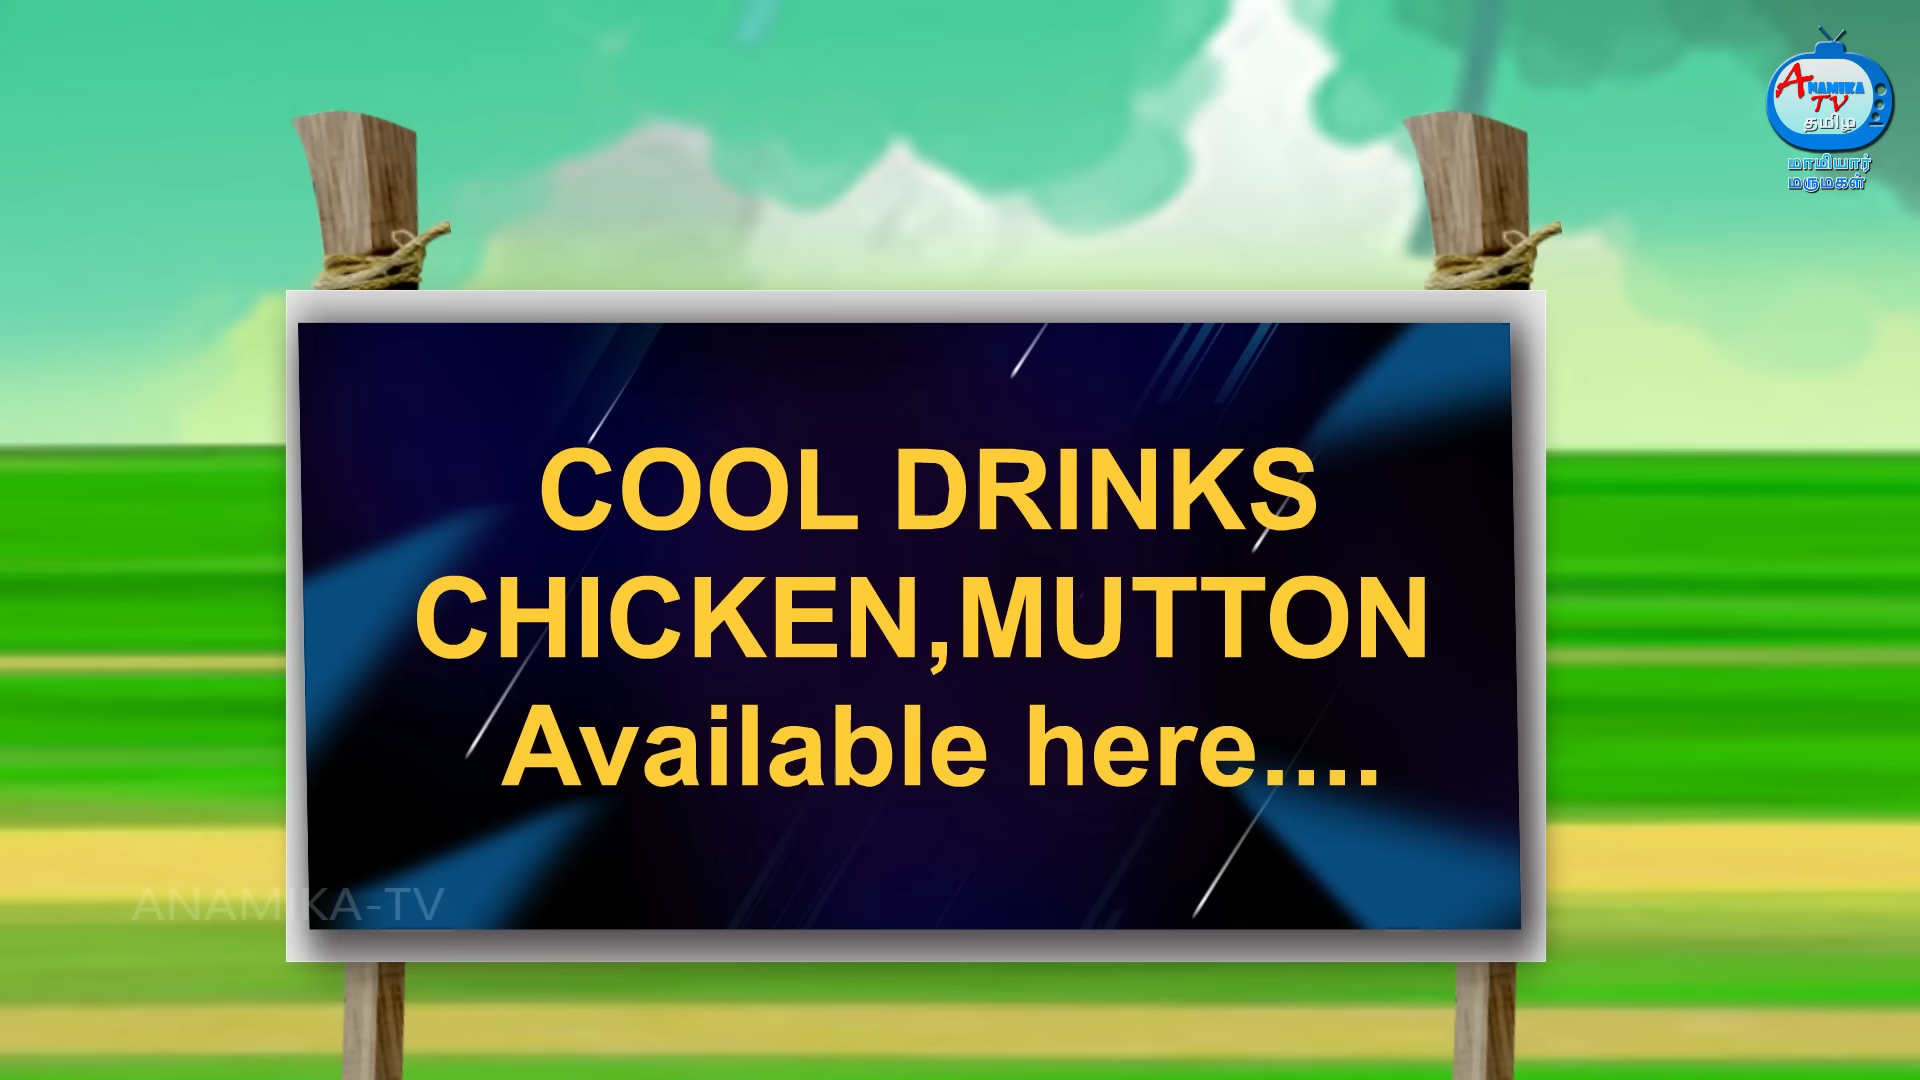 ANAMIKA
TV
தமிழ்
மாமியார்
மருமகள்
COOL DRINKS
CHICKEN,MUTTON
Available here....
ANAMIKA-TV